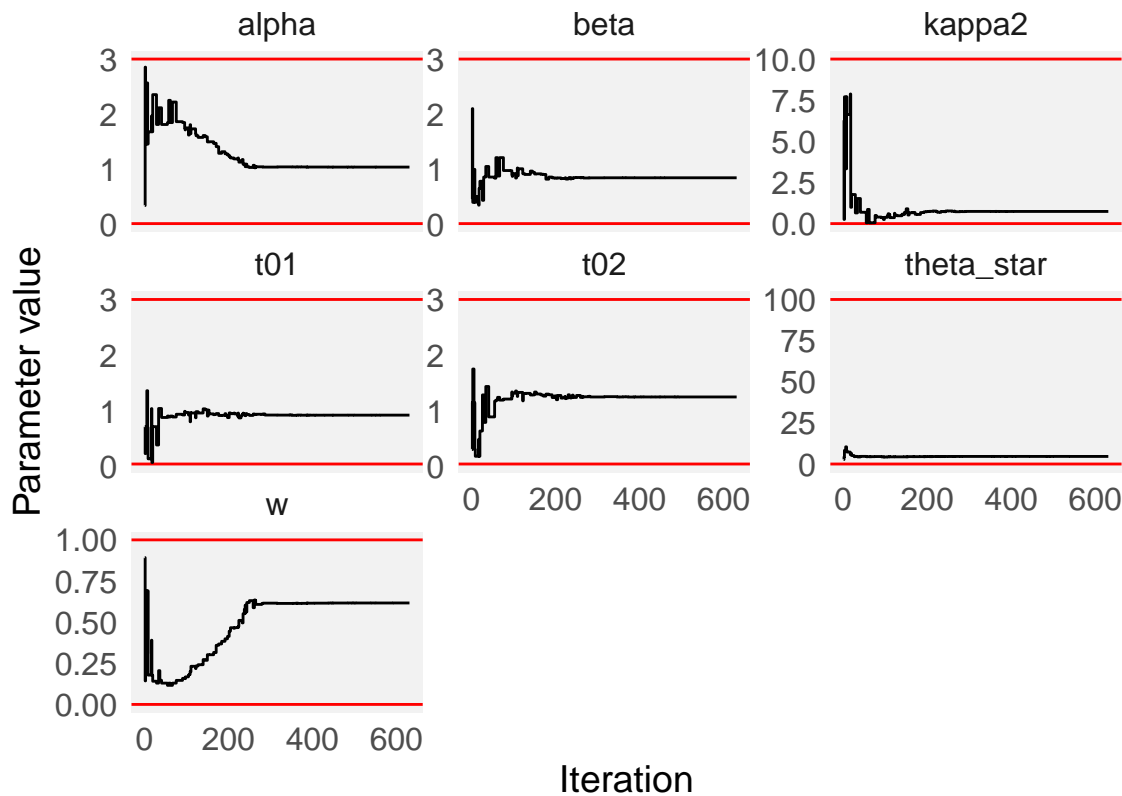 alpha beta kappa2
3 3 10.0
2 2 7.5
5.0
1 1 2.5
0 0 0.0
t01 t02 theta_star
3 3 100
2 2 75
50
1 1 25
0 0 0
0 200 400 600 0 200 400 600
w
1.00
0.75
0.50
0.25
0.00
0 200 400 600
Parameter value
Iteration